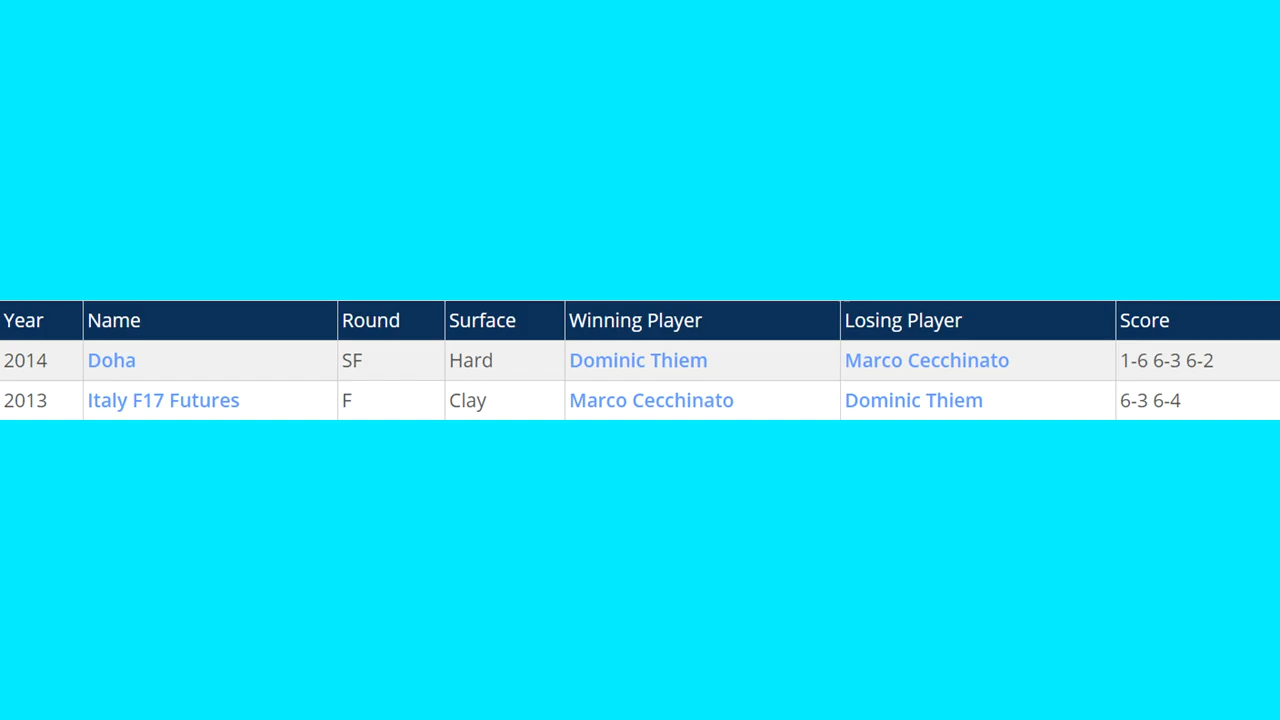 Year Name Round Surface Winning Player Losing Player Score
2014 Doha SF Hard Dominic Thiem Marco Cecchinato 1-6 6-3 6-2
2013 Italy F17 Futures F Clay Marco Cecchinato Dominic Thiem 6-3 6-4